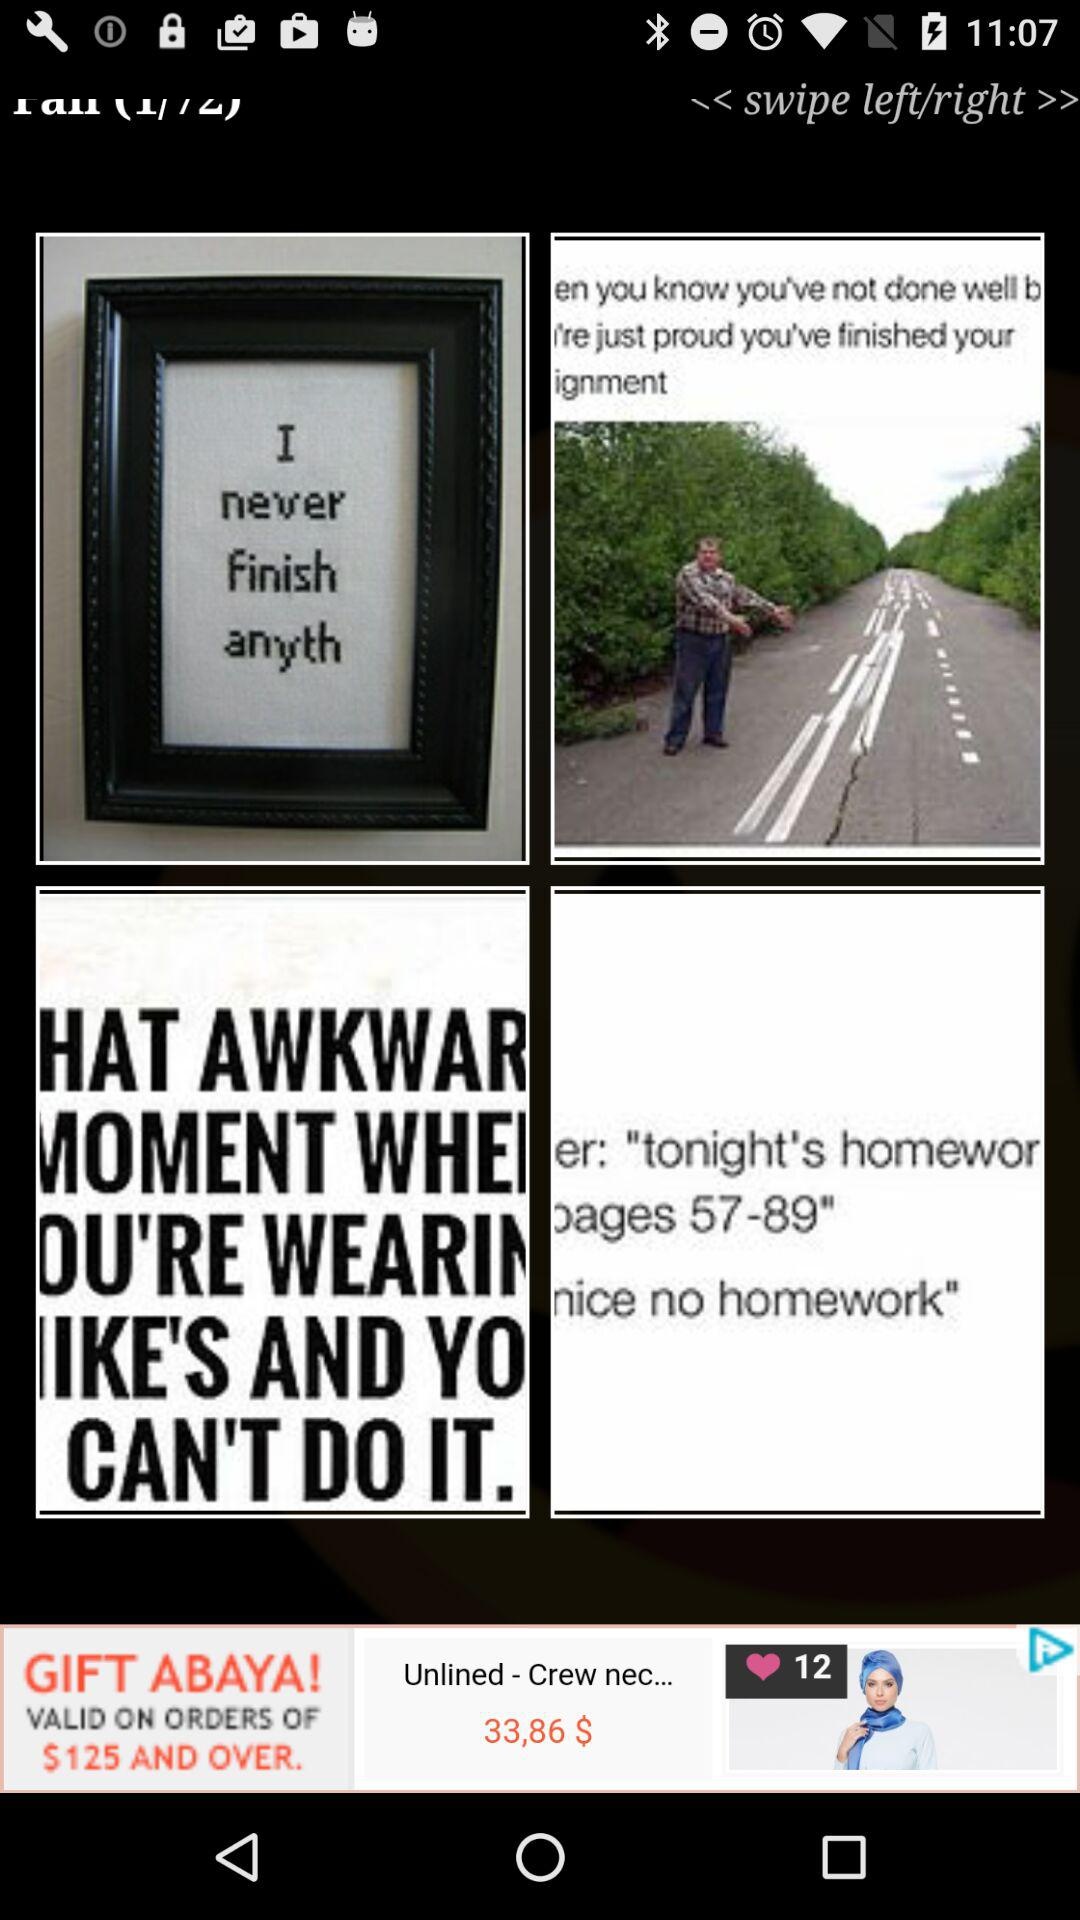 11:07
(1/72)
<< swipe left/right >>
I
never
finish
anyth
en you know you've not done well b
're just proud you've finished your
ignment
HAT AWKWAR
MOMENT WHE
OU'RE WEARIN
IKE'S AND YO
CAN'T DO IT.
er: "tonight's homewor
pages 57-89"
nice no homework"
GIFT ABAYA!
VALID ON ORDERS OF
$125 AND OVER.
Unlined - Crew nec...
33,86 $
12